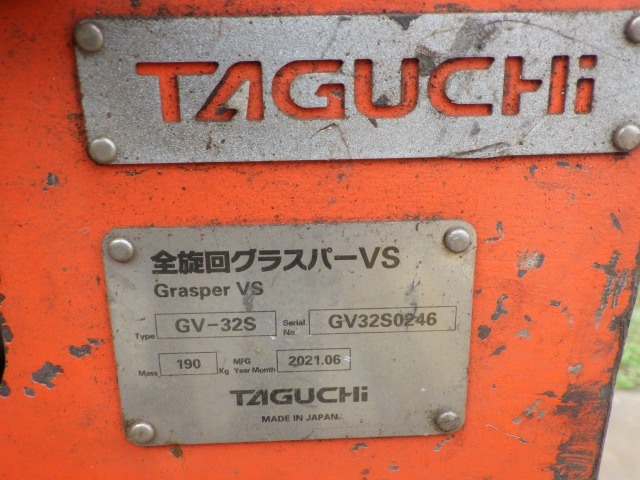 TAGUCHi
全旋回グラスパーVS
Grasper VS
Type GV-32S Serial No GV32S0246
Mass 190 Kg MFG Year Month 2021.06
TAGUCHi
MADE IN JAPAN.